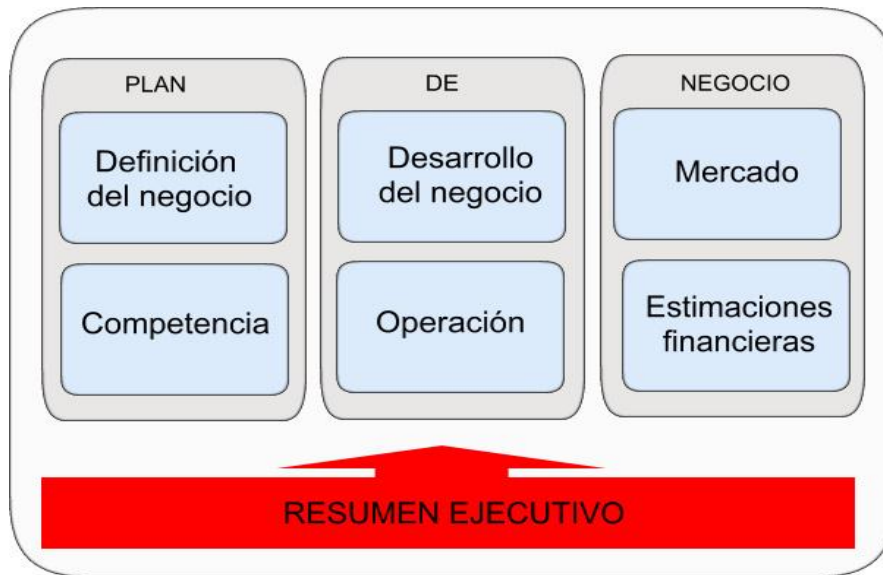 PLAN
DE
NEGOCIO
Definición
del negocio
Desarrollo
del negocio
Mercado
Competencia
Operación
Estimaciones
financieras
RESUMEN EJECUTIVO